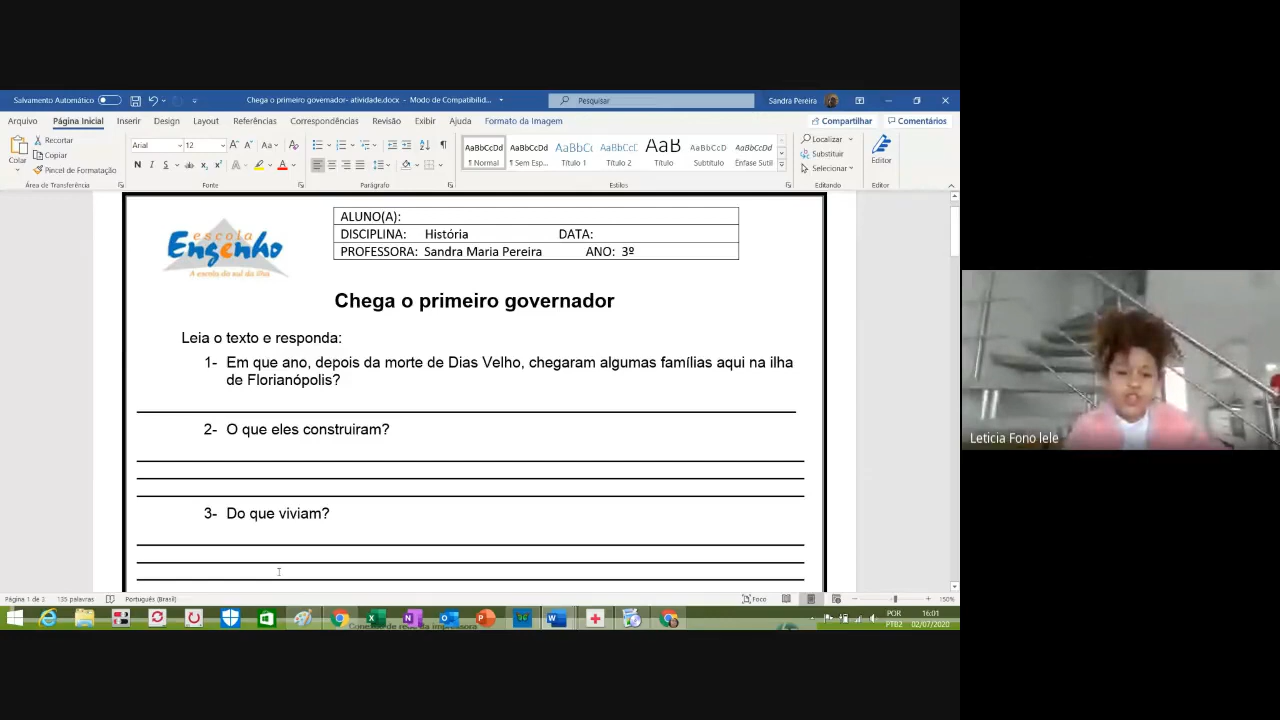 Salvamento Automático
Chega o primeiro governador- atividade.docx - Modo de Compatibilid...
Pesquisar
Sandra Pereira
Arquivo Página Inicial Inserir Design Layout Referências Correspondências Revisão Exibir Ajuda Formato da Imagem
Compartilhar Comentários
Colar
Recortar
Copiar
Pincel de Formatação
Área de Transferência
Arial 12
N I S
Fonte
Parágrafo
AaBbCcDd AaBbCcDd AaBbCc AaBbCc AaB AaBbCcD AaBbCcDd
¶ Normal ¶ Sem Esp... Título 1 Título 2 Título Subtítulo Ênfase Sutil
Estilos
Localizar
Substituir
Selecionar
Editando
Editor
Editor
escola
Engenho
A escola do sul da ilha
ALUNO(A):
DISCIPLINA: História DATA:
PROFESSORA: Sandra Maria Pereira ANO: 3º
Chega o primeiro governador
Leia o texto e responda:
1- Em que ano, depois da morte de Dias Velho, chegaram algumas famílias aqui na ilha
de Florianópolis?
2- O que eles construiram?
3- Do que viviam?
Leticia Fono lele
135 palavras Português (Brasil)
Foco
150%
POR
PTB2
16:01
02/07/2020